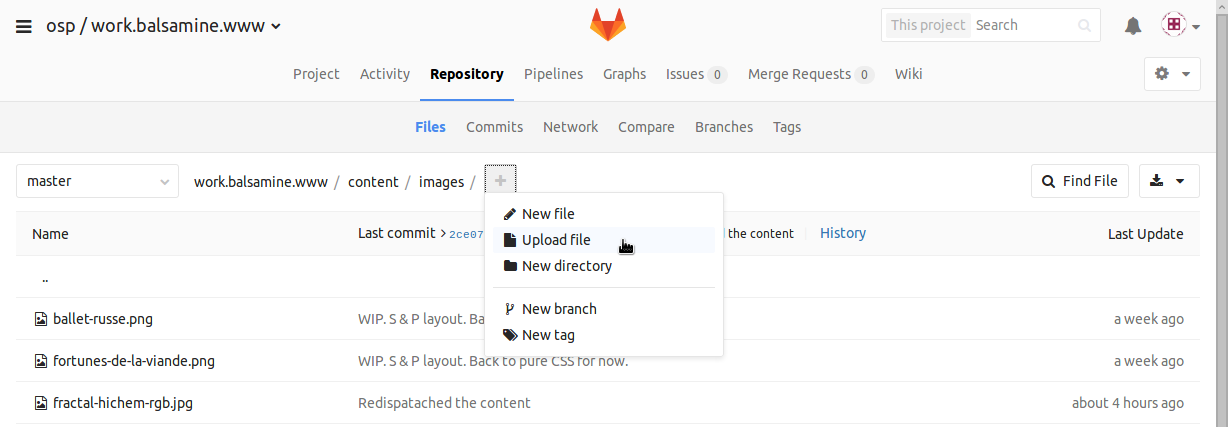 osp / work.balsamine.www
This project Search
Project Activity Repository Pipelines Graphs Issues 0 Merge Requests 0 Wiki
Files Commits Network Compare Branches Tags
master work.balsamine.www / content / images / + Find File
New file
Upload file
New directory
New branch
New tag
Name Last commit > 2ce07 the content History Last Update
..
ballet-russe.png WIP. S & P layout. Ba a week ago
fortunes-de-la-viande.png WIP. S & P layout. Back to pure CSS for now. a week ago
fractal-hichem-rgb.jpg Redispatached the content about 4 hours ago